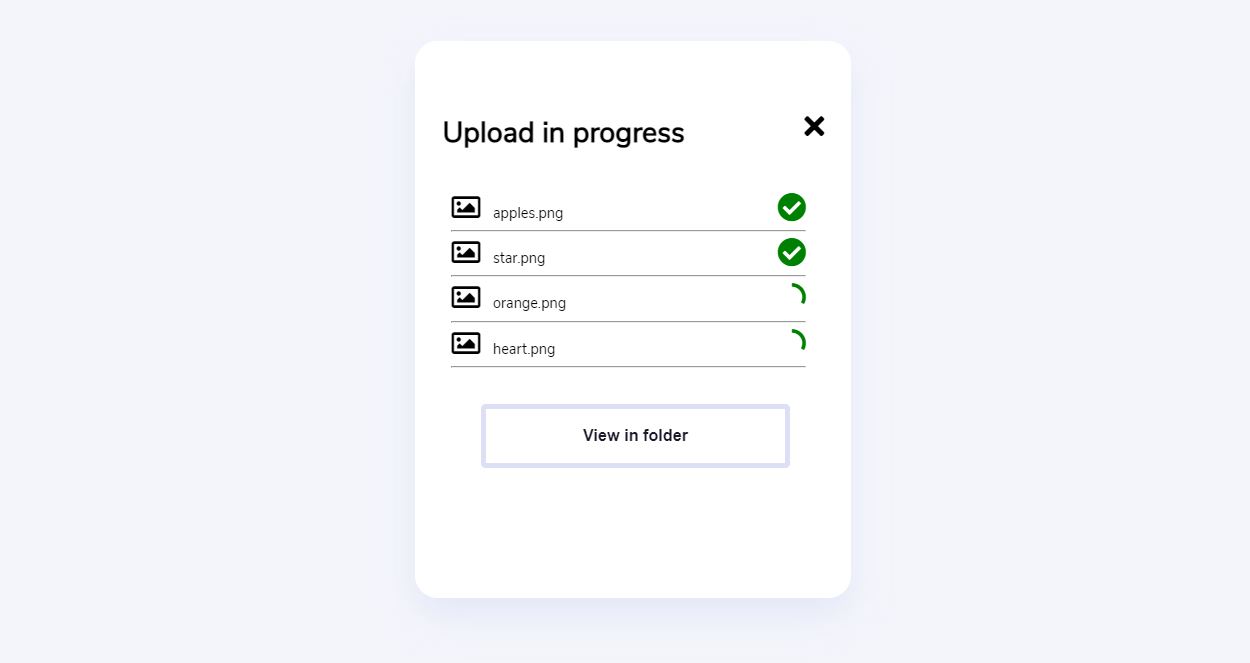 Upload in progress
apples.png
star.png
orange.png
heart.png
View in folder